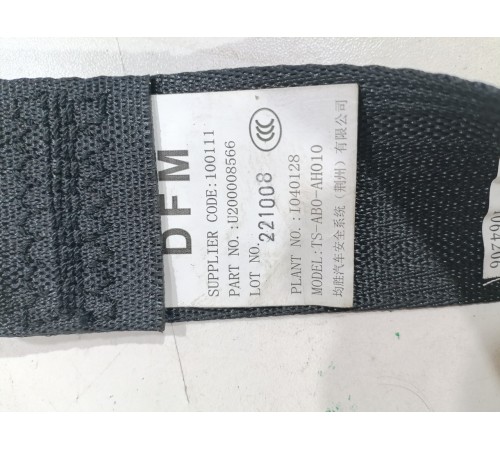 DFM
SUPPLIER CODE:100111
PART NO.:U200008566
LOT NO. 221008
PLANT NO.:I040128
MODEL:TS-AB0-AH010
均胜汽车安全系统（荆州）有限公司